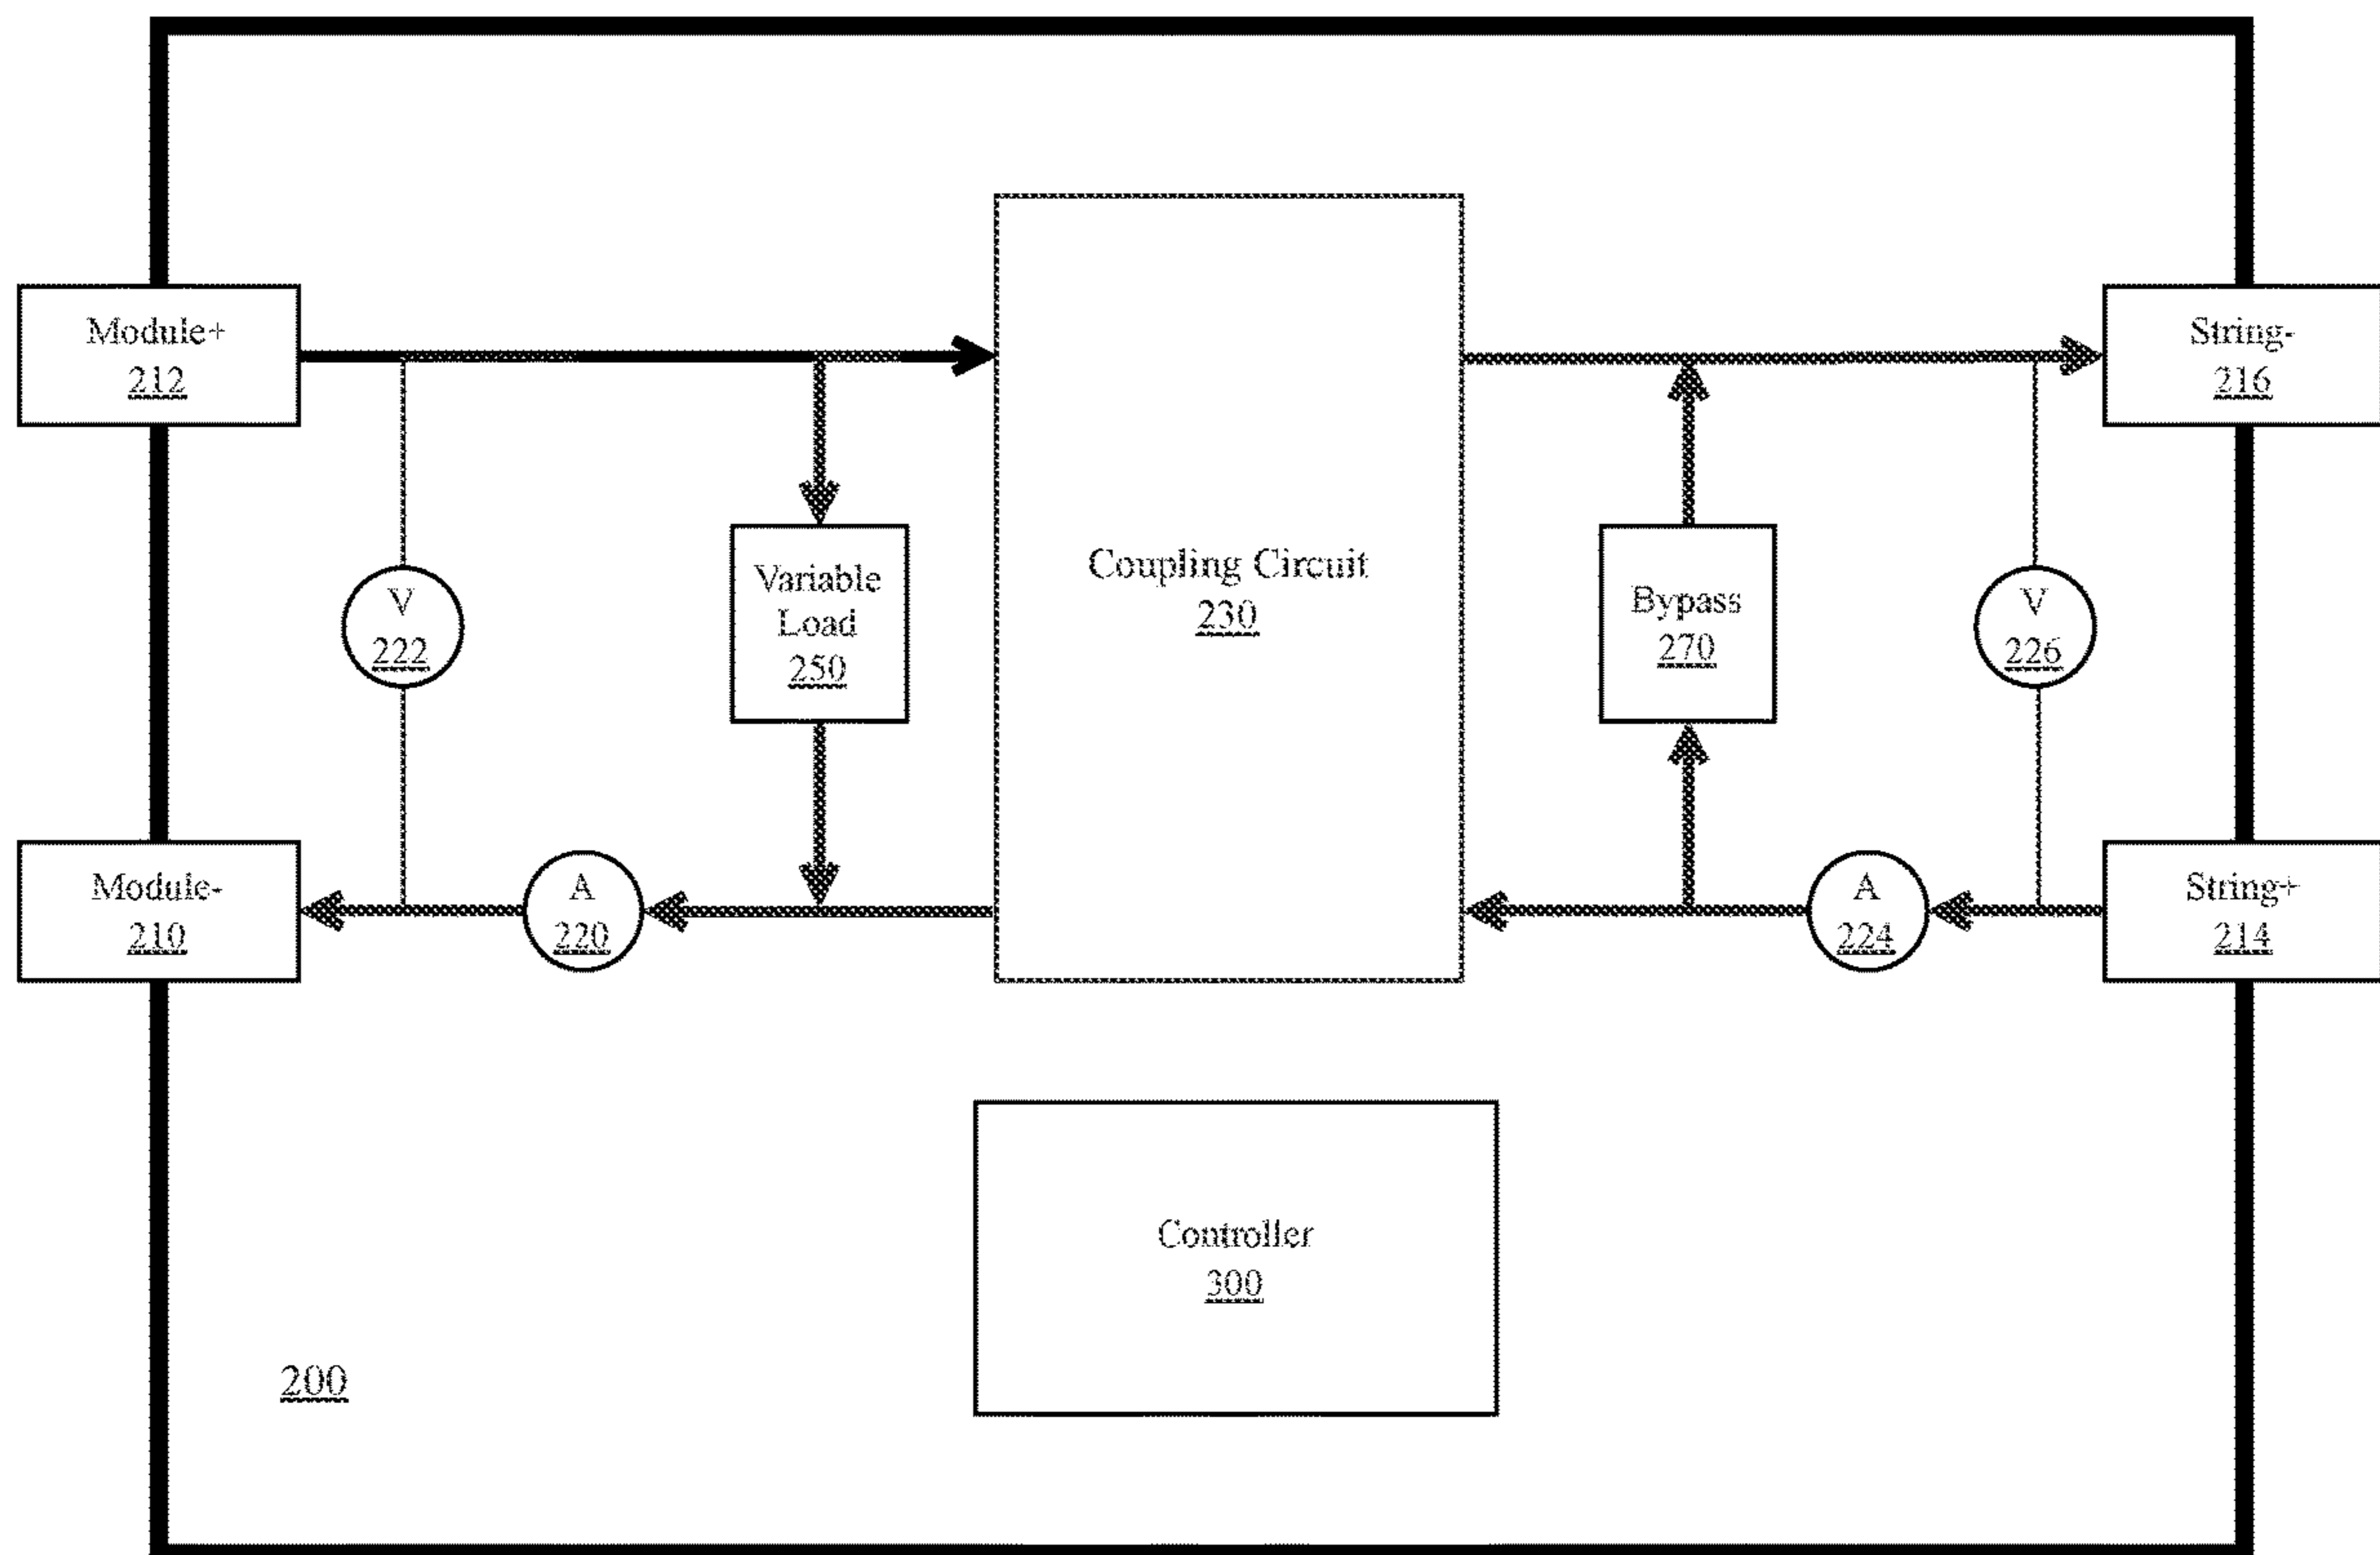 Module+
212
String-
216
Coupling Circuit
230
Variable
Load
250
V
222
Bypass
270
V
226
Module-
210
A
220
A
224
String+
214
Controller
300
200